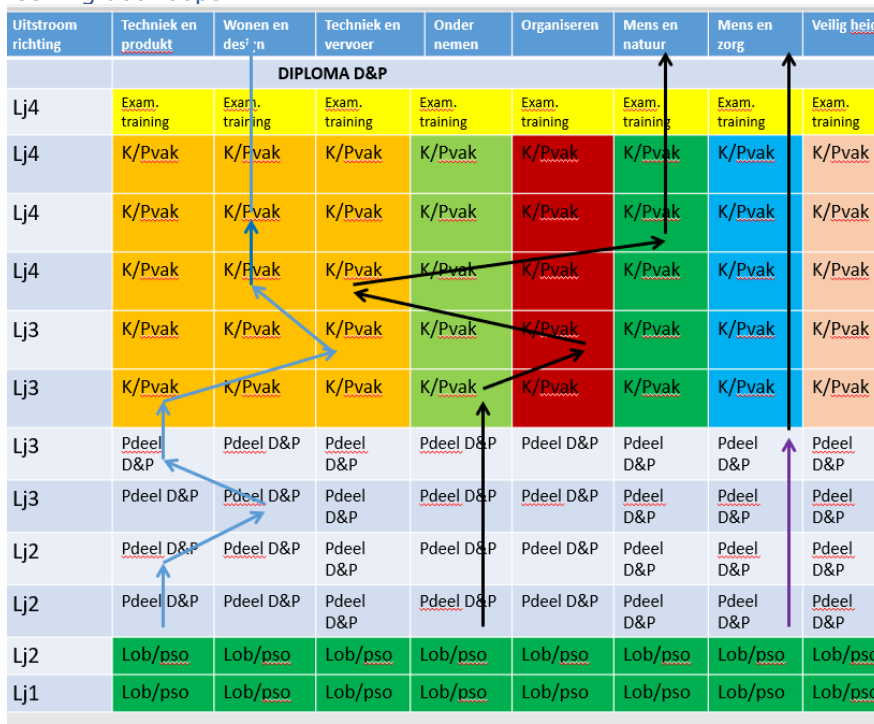 Uitstroom richting Techniek en produkt Wonen en design Techniek en vervoer Onder nemen Organiseren Mens en natuur Mens en zorg Veilig heid
DIPLOMA D&P
Lj4 Exam. training Exam. training Exam. training Exam. training Exam. training Exam. training Exam. training Exam. training
Lj4 K/Pvak K/Pvak K/Pvak K/Pvak K/Pvak K/Pvak K/Pvak K/Pvak
Lj4 K/Pvak K/Pvak K/Pvak K/Pvak K/Pvak K/Pvak K/Pvak K/Pvak
Lj4 K/Pvak K/Pvak K/Pvak K/Pvak K/Pvak K/Pvak K/Pvak K/Pvak
Lj3 K/Pvak K/Pvak K/Pvak K/Pvak K/Pvak K/Pvak K/Pvak K/Pvak
Lj3 K/Pvak K/Pvak K/Pvak K/Pvak K/Pvak K/Pvak K/Pvak K/Pvak
Lj3 Pdeel D&P Pdeel D&P Pdeel D&P Pdeel D&P Pdeel D&P Pdeel D&P Pdeel D&P Pdeel D&P
Lj3 Pdeel D&P Pdeel D&P Pdeel D&P Pdeel D&P Pdeel D&P Pdeel D&P Pdeel D&P Pdeel D&P
Lj2 Pdeel D&P Pdeel D&P Pdeel D&P Pdeel D&P Pdeel D&P Pdeel D&P Pdeel D&P Pdeel D&P
Lj2 Pdeel D&P Pdeel D&P Pdeel D&P Pdeel D&P Pdeel D&P Pdeel D&P Pdeel D&P Pdeel D&P
Lj2 Lob/pso Lob/pso Lob/pso Lob/pso Lob/pso Lob/pso Lob/pso Lob/pso
Lj1 Lob/pso Lob/pso Lob/pso Lob/pso Lob/pso Lob/pso Lob/pso Lob/pso